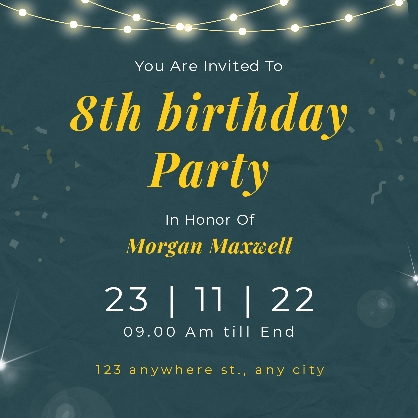 You Are Invited To
8th birthday
Party
In Honor Of
Morgan Maxwell
23 | 11 | 22
09.00 Am till End
123 anywhere st., any city